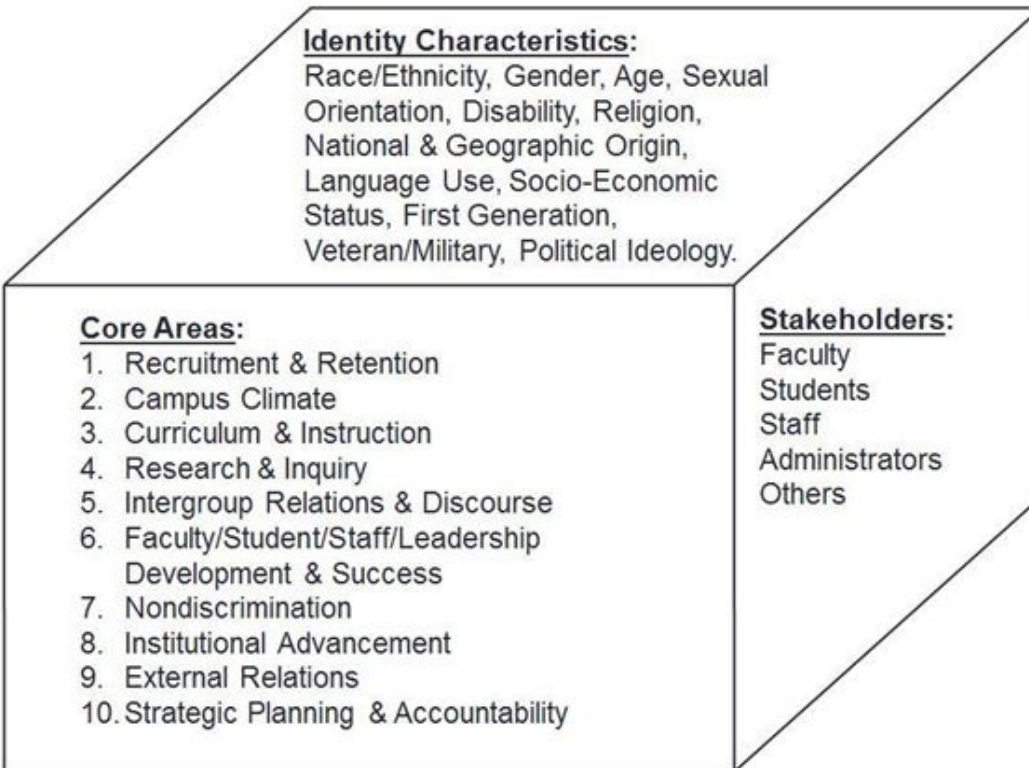 Identity Characteristics:
Race/Ethnicity, Gender, Age, Sexual
Orientation, Disability, Religion,
National & Geographic Origin,
Language Use, Socio-Economic
Status, First Generation,
Veteran/Military, Political Ideology.
Core Areas:
1. Recruitment & Retention
2. Campus Climate
3. Curriculum & Instruction
4. Research & Inquiry
5. Intergroup Relations & Discourse
6. Faculty/Student/Staff/Leadership
Development & Success
7. Nondiscrimination
8. Institutional Advancement
9. External Relations
10. Strategic Planning & Accountability
Stakeholders:
Faculty
Students
Staff
Administrators
Others